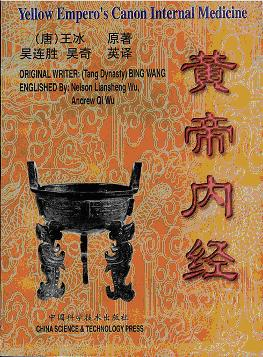 Yellow Empero's Canon Internal Medicine
(唐)王冰 原著
吴连胜 吴奇 英译
ORIGINAL WRITER: (Tang Dynasty) BING WANG
ENGLISHED By: Nelson Liansheng Wu,
Andrew Qi Wu
黄帝内经
中国科学技术出版社
CHINA SCIENCE & TECHNOLOGY PRESS